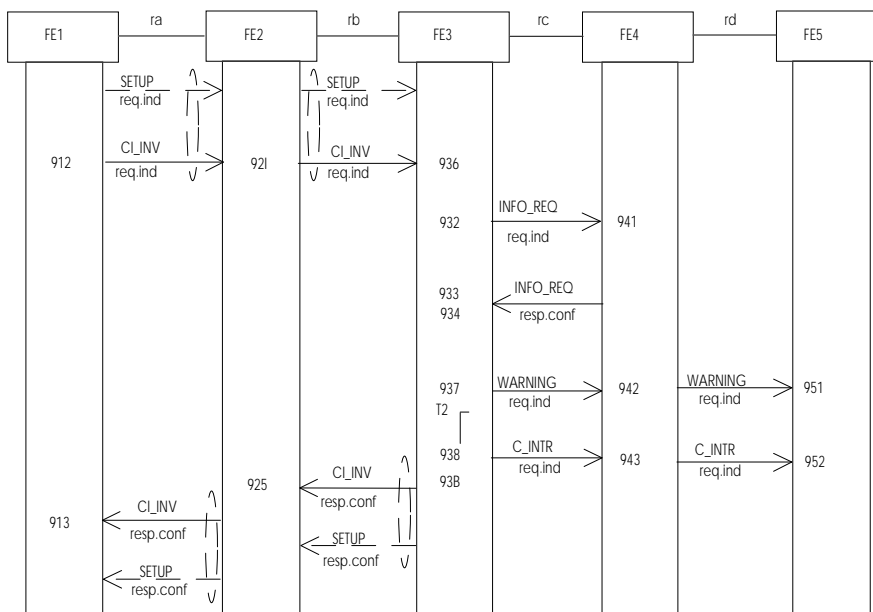 ra rb rc rd
FE1 FE2 FE3 FE4 FE5
SETUP SETUP
req.ind req.ind
CI_INV CI_INV
912 92I 936
req.ind req.ind
INFO_REQ
932 941
req.ind
933 INFO_REQ
934 resp.conf
937 WARNING 942 WARNING 951
req.ind req.ind
T2
938 C_INTR 943 C_INTR 952
req.ind req.ind
CI_INV
925 93B
resp.conf
CI_INV
913
resp.conf
SETUP
resp.conf
SETUP
resp.conf